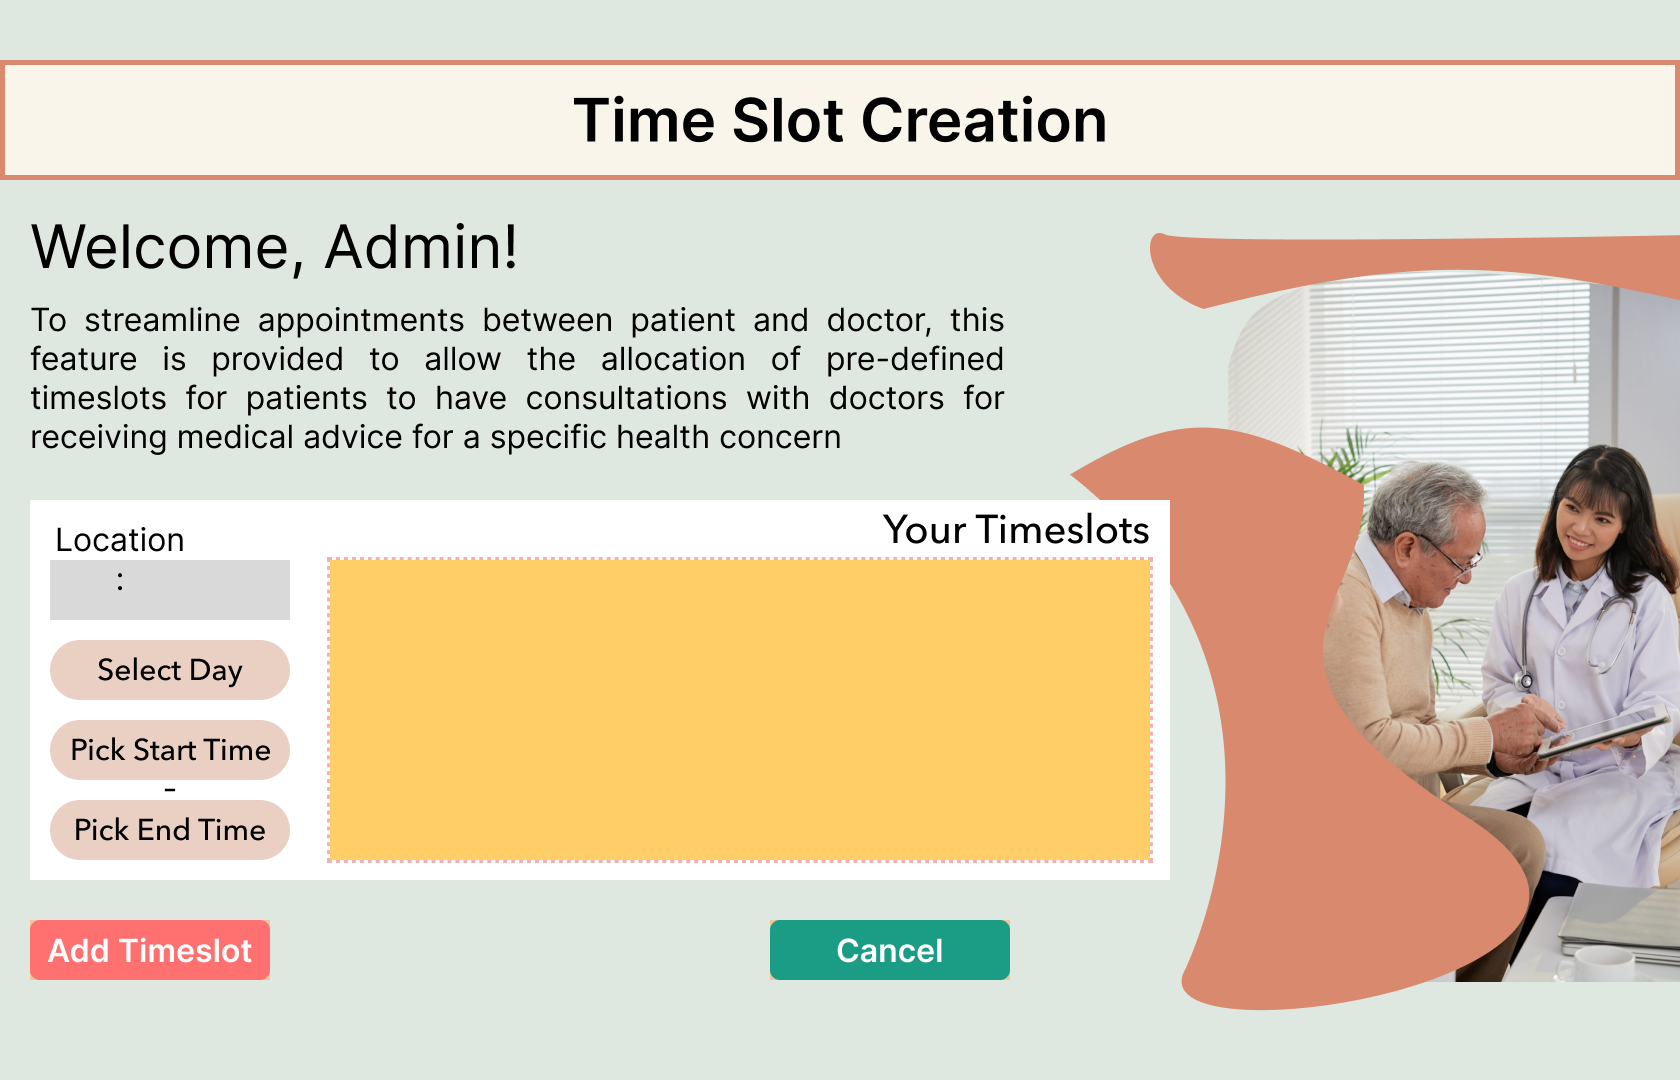 Time Slot Creation
Welcome, Admin!
To streamline appointments between patient and doctor, this
feature is provided to allow the allocation of pre-defined
timeslots for patients to have consultations with doctors for
receiving medical advice for a specific health concern
Location
:
Your Timeslots
Select Day
Pick Start Time
-
Pick End Time
Add Timeslot
Cancel